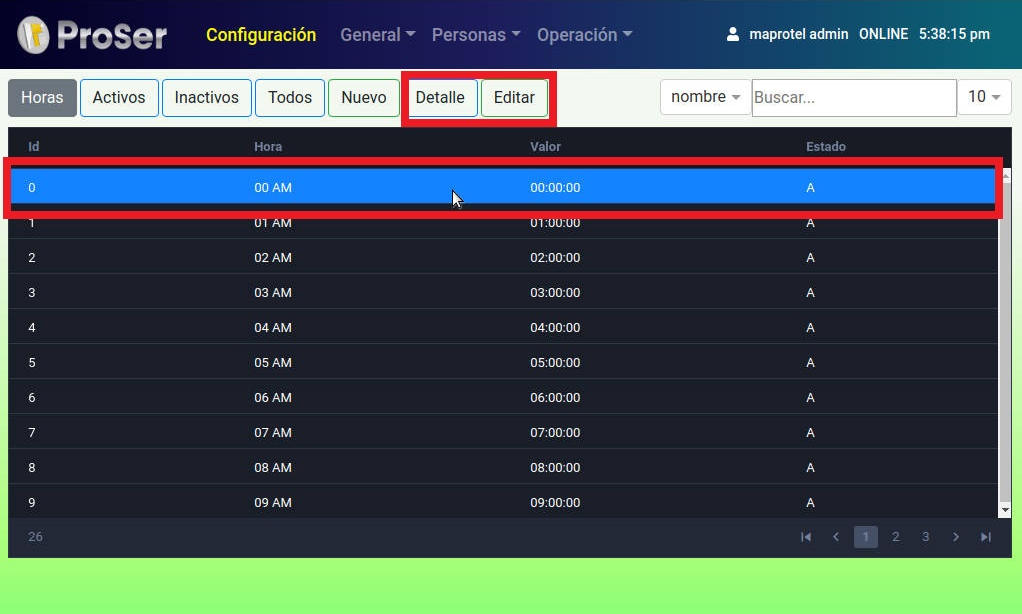 ProSer Configuración General Personas Operación maprotel admin ONLINE 5:38:15 pm
Horas Activos Inactivos Todos Nuevo Detalle Editar nombre Buscar... 10
Id Hora Valor Estado
0 00 AM 00:00:00 A
1 01 AM 01:00:00 A
2 02 AM 02:00:00 A
3 03 AM 03:00:00 A
4 04 AM 04:00:00 A
5 05 AM 05:00:00 A
6 06 AM 06:00:00 A
7 07 AM 07:00:00 A
8 08 AM 08:00:00 A
9 09 AM 09:00:00 A
26 1 2 3